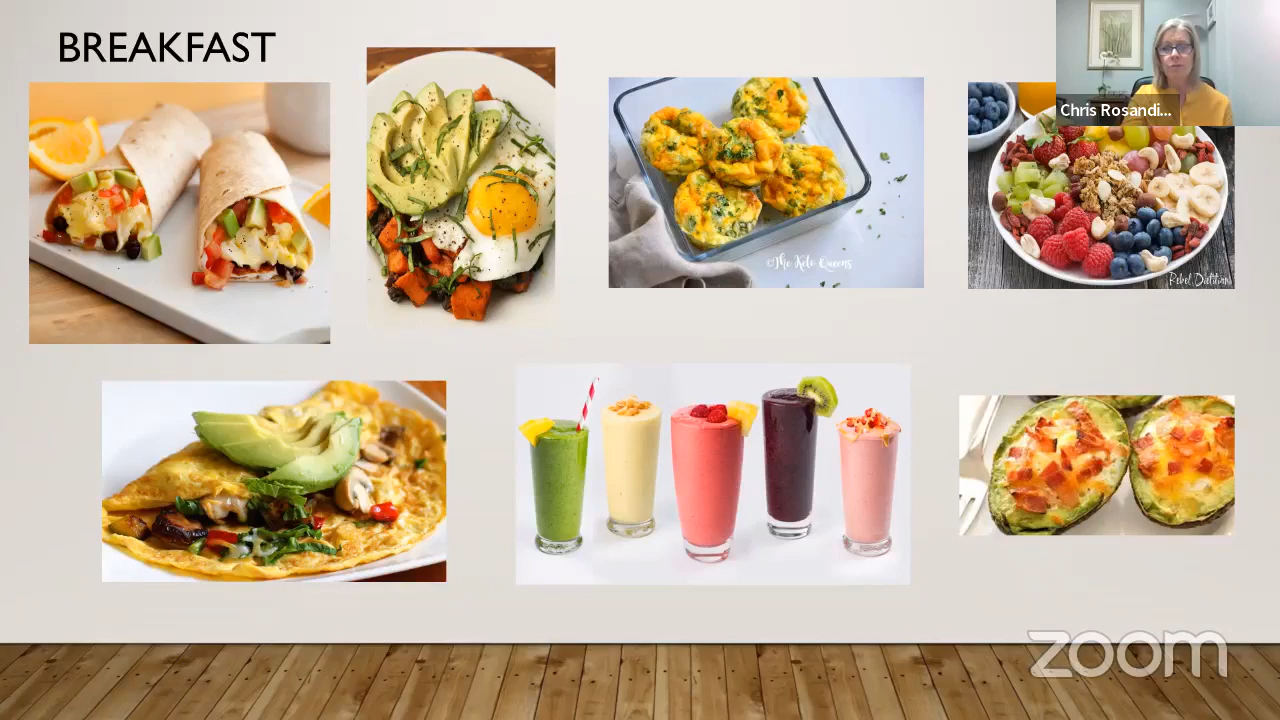 BREAKFAST
Chris Rosandi...
©The Keto Queens
Rebel Dietitian
zoom